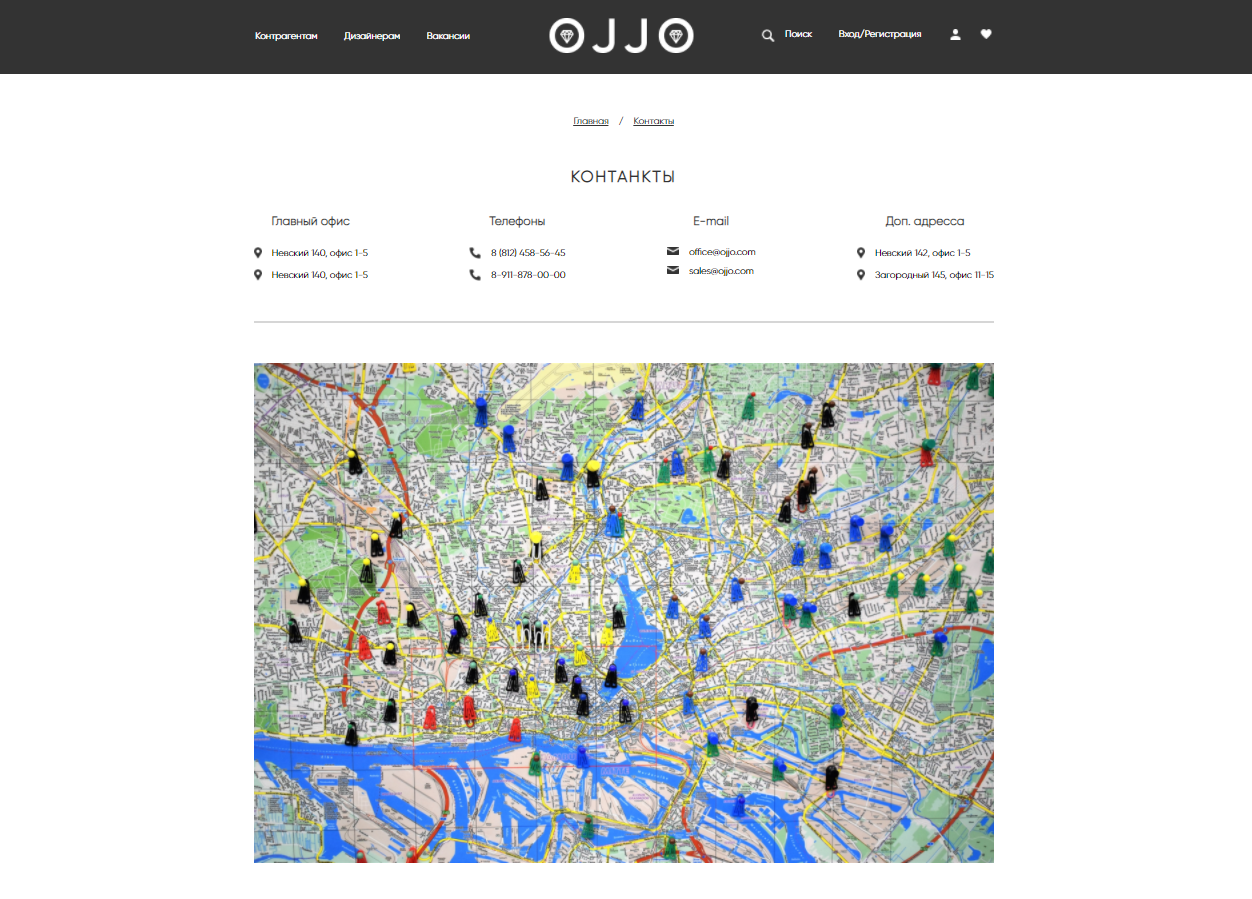 Контрагентам Дизайнерам Вакансии OJJO Поиск Вход/Регистрация
Главная / Контакты
КОНТАНКТЫ
Главный офис Телефоны E-mail Доп. адресса
Невский 140, офис 1-5 8 (812) 458-56-45 office@ojjo.com Невский 142, офис 1-5
Невский 140, офис 1-5 8-911-878-00-00 sales@ojjo.com Загородный 145, офис 11-15